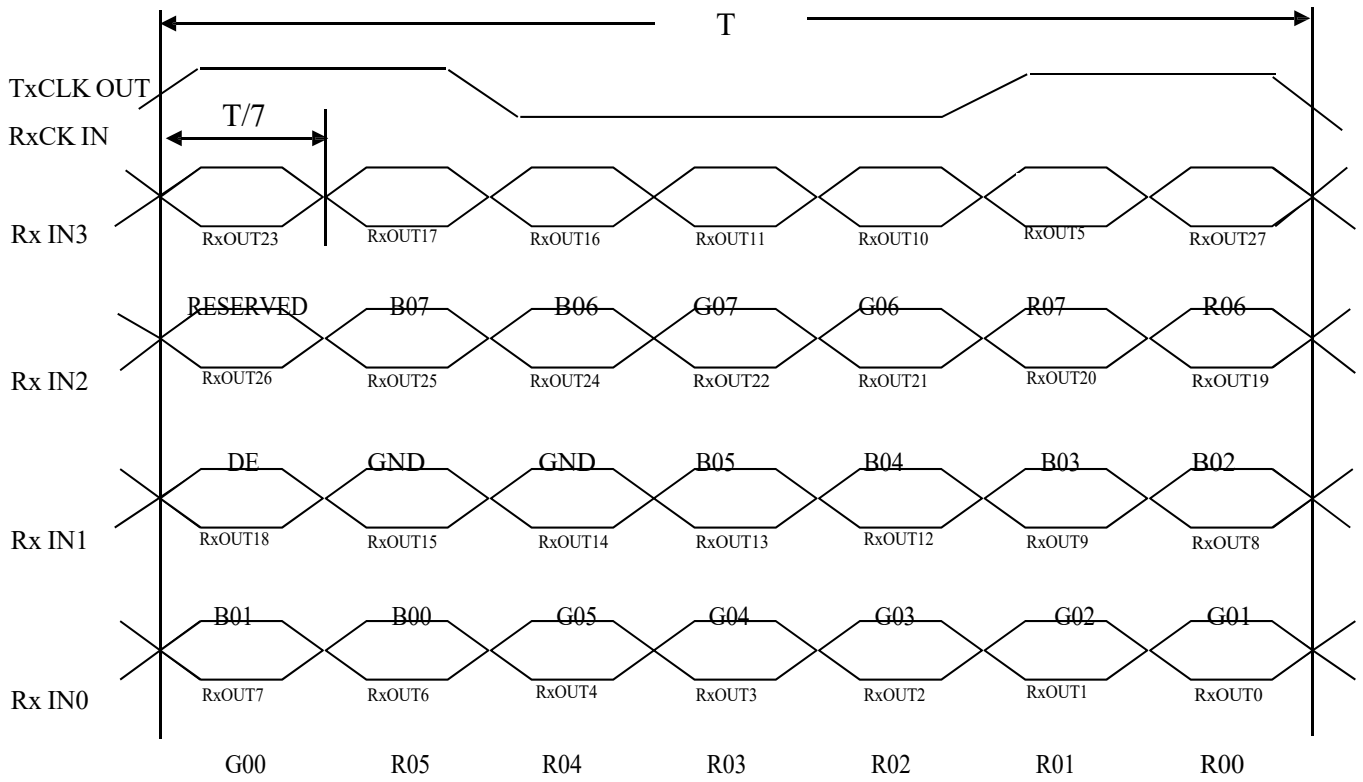 T
TxCLK OUT
T/7
RxCK IN
Rx IN3
RxOUT23 RxOUT17 RxOUT16 RxOUT11 RxOUT10 RxOUT5 RxOUT27
RESERVED B07 B06 G07 G06 R07 R06
Rx IN2
RxOUT26 RxOUT25 RxOUT24 RxOUT22 RxOUT21 RxOUT20 RxOUT19
DE GND GND B05 B04 B03 B02
Rx IN1
RxOUT18 RxOUT15 RxOUT14 RxOUT13 RxOUT12 RxOUT9 RxOUT8
B01 B00 G05 G04 G03 G02 G01
Rx IN0
RxOUT7 RxOUT6 RxOUT4 RxOUT3 RxOUT2 RxOUT1 RxOUT0
G00 R05 R04 R03 R02 R01 R00